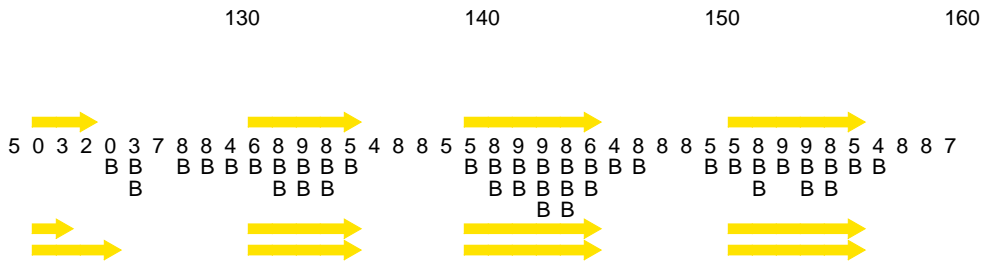 130 140 150 160
5 0 3 2 0 3 7 8 8 4 6 8 9 8 5 4 8 8 5 5 8 9 9 8 6 4 8 8 8 5 5 8 9 9 8 5 4 8 8 7
B B B B B B B B B B B B B B B B B B B B B B B B B B
B B B B B B B B B B B B
B B